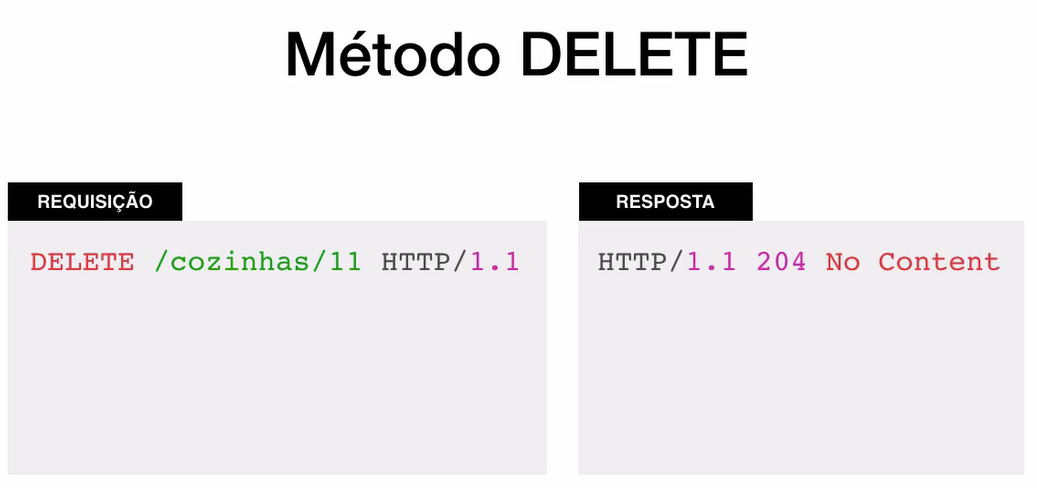 Método DELETE
REQUISIÇÃO
DELETE /cozinhas/11 HTTP/1.1
RESPOSTA
HTTP/1.1 204 No Content